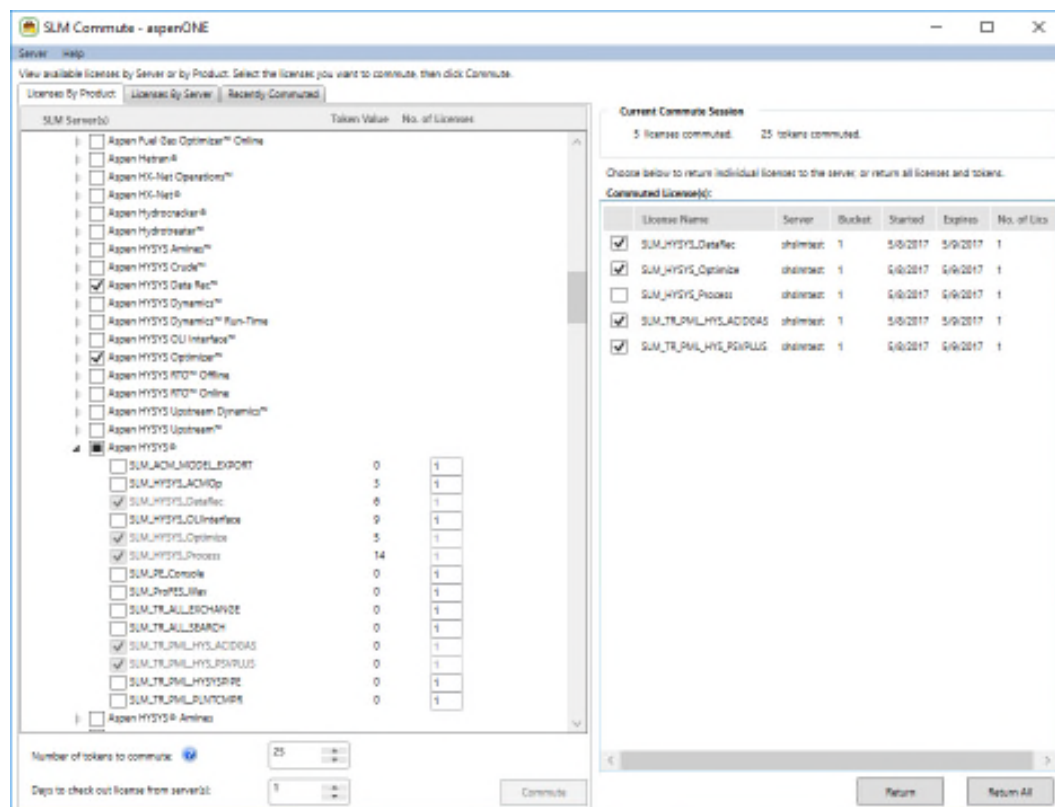 SLM Commute - aspenONE
Server Help
View available licenses by Server or by Product. Select the licenses you want to commute, then click Commute.
Licenses By Product Licenses By Server Recently Commuted
SLM Server(s) Token Value No. of Licenses
Aspen Fuel Gas Optimizer™ Online
Aspen Hetran®
Aspen HX-Net Operations™
Aspen HX-Net®
Aspen Hydrocracker®
Aspen Hydrotreater™
Aspen HYSYS Amines™
Aspen HYSYS Crude™
Aspen HYSYS Data Rec™
Aspen HYSYS Dynamics™
Aspen HYSYS Dynamics™ Run-Time
Aspen HYSYS OLI Interface™
Aspen HYSYS Optimizer™
Aspen HYSYS RTO™ Offline
Aspen HYSYS RTO™ Online
Aspen HYSYS Upstream Dynamics™
Aspen HYSYS Upstream™
Aspen HYSYS®
SLM_ACM_MODEL_EXPORT 0 1
SLM_HYSYS_ACMOp 5 1
SLM_HYSYS_DataRec 6 1
SLM_HYSYS_OLIInterface 9 1
SLM_HYSYS_Optimize 5 1
SLM_HYSYS_Process 14 1
SLM_PE_Console 0 1
SLM_ProFES_Wax 0 1
SLM_TR_ALL_EXCHANGE 0 1
SLM_TR_ALL_SEARCH 0 1
SLM_TR_PML_HYS_ACIDGAS 0 1
SLM_TR_PML_HYS_PSVPLUS 0 1
SLM_TR_PML_HYSYSPIPE 0 1
SLM_TR_PML_PLNTCMPR 0 1
Aspen HYSYS® Amines
Number of tokens to commute: ? 25
Days to check out license from server(s): 1
Commute
Current Commute Session
5 licenses commuted. 25 tokens commuted.
Choose below to return individual licenses to the server, or return all licenses and tokens.
Commuted License(s):
License Name Server Bucket Started Expires No. of Lics
SLM_HYSYS_DataRec shslmtest 1 5/8/2017 5/9/2017 1
SLM_HYSYS_Optimize shslmtest 1 5/8/2017 5/9/2017 1
SLM_HYSYS_Process shslmtest 1 5/8/2017 5/9/2017 1
SLM_TR_PML_HYS_ACIDGAS shslmtest 1 5/8/2017 5/9/2017 1
SLM_TR_PML_HYS_PSVPLUS shslmtest 1 5/8/2017 5/9/2017 1
Return Return All